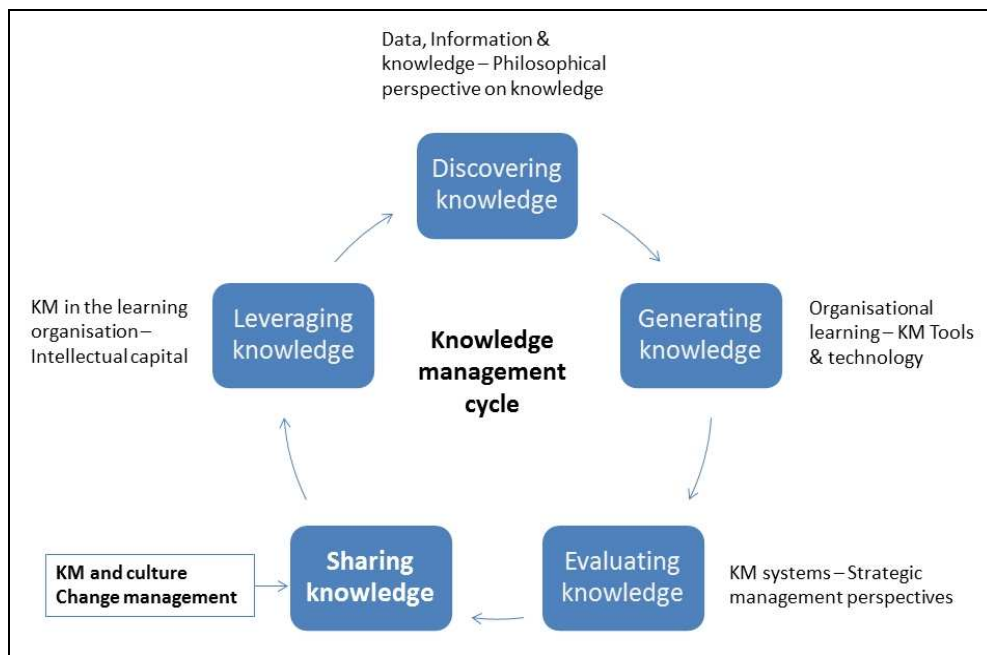 Data, Information &
knowledge – Philosophical
perspective on knowledge
Discovering
knowledge
Generating
knowledge
Organisational
learning – KM Tools
& technology
Evaluating
knowledge
KM systems – Strategic
management perspectives
Sharing
knowledge
KM and culture
Change management
Leveraging
knowledge
KM in the learning
organisation –
Intellectual capital
Knowledge
management
cycle